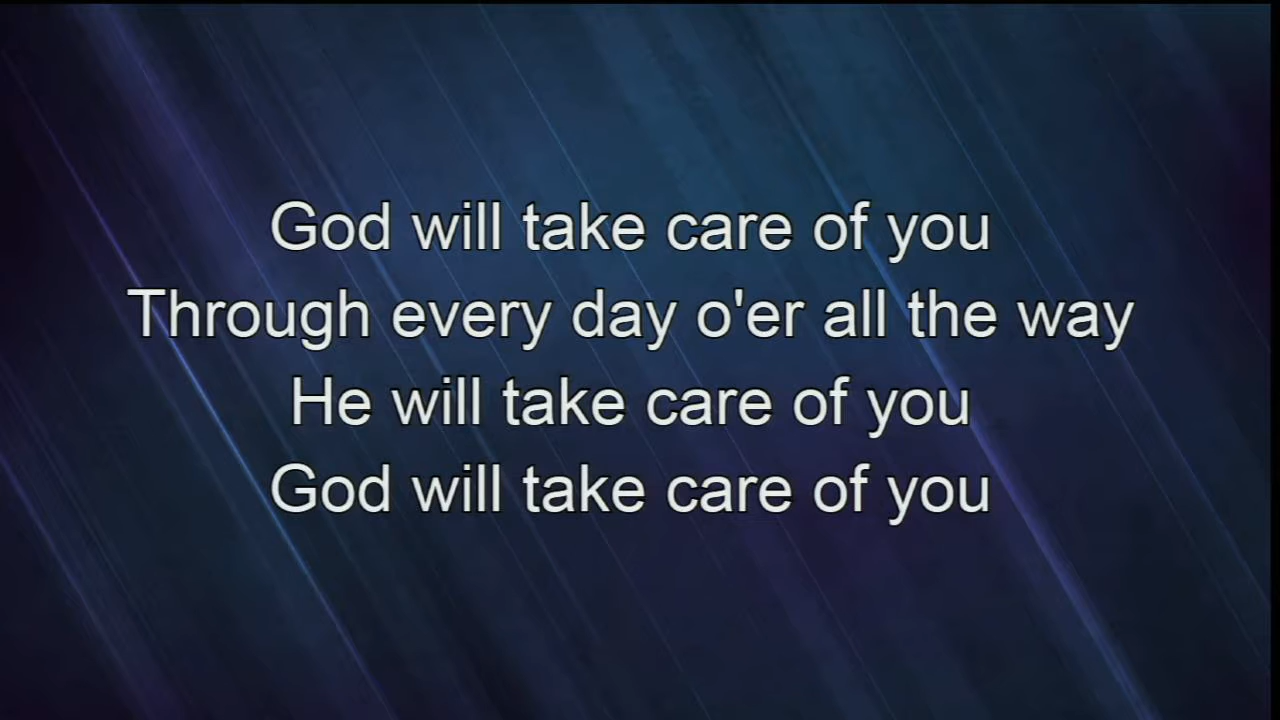 God will take care of you
Through every day o'er all the way
He will take care of you
God will take care of you